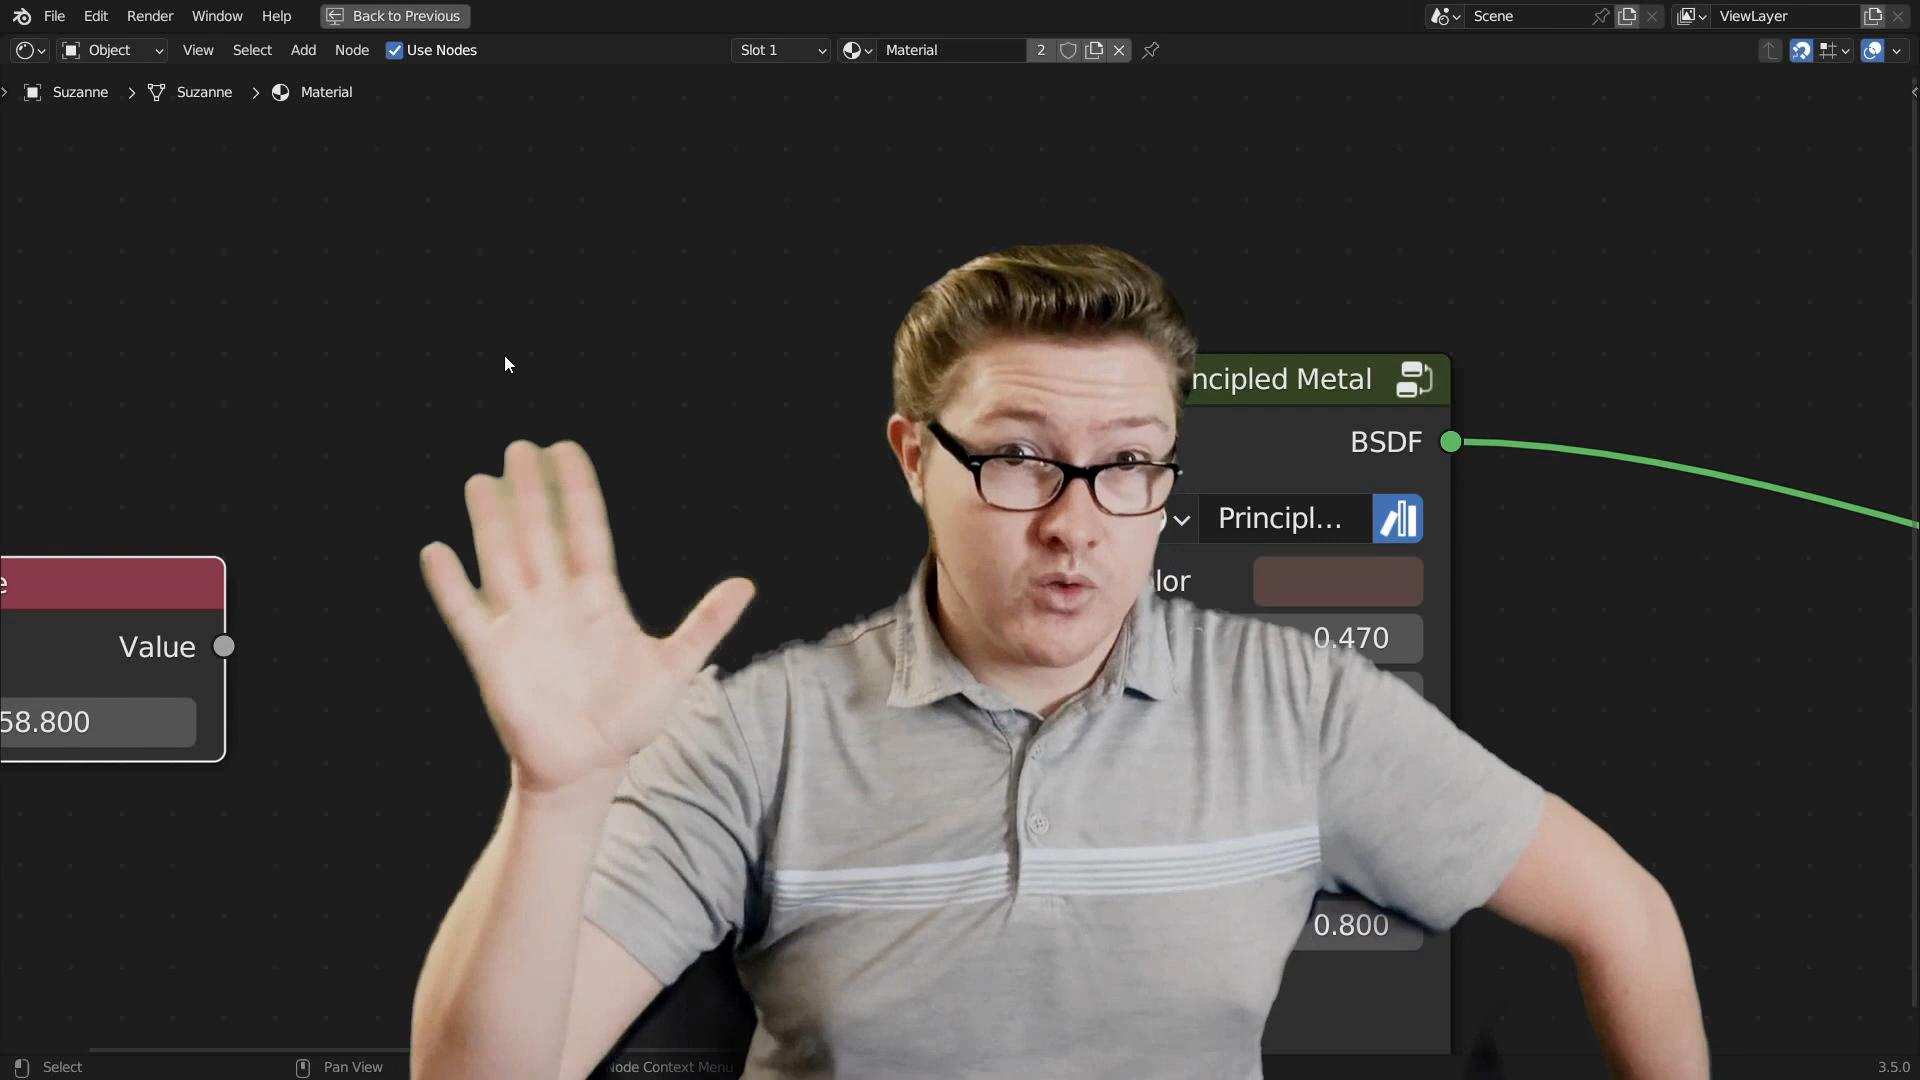 File Edit Render Window Help Back to Previous Scene ViewLayer
Object View Select Add Node Use Nodes Slot 1 Material 2
Suzanne Suzanne Material
ncipled Metal
BSDF
Principl...
e
lor
Value
0.470
58.800
0.800
Select Pan View Node Context Menu 3.5.0